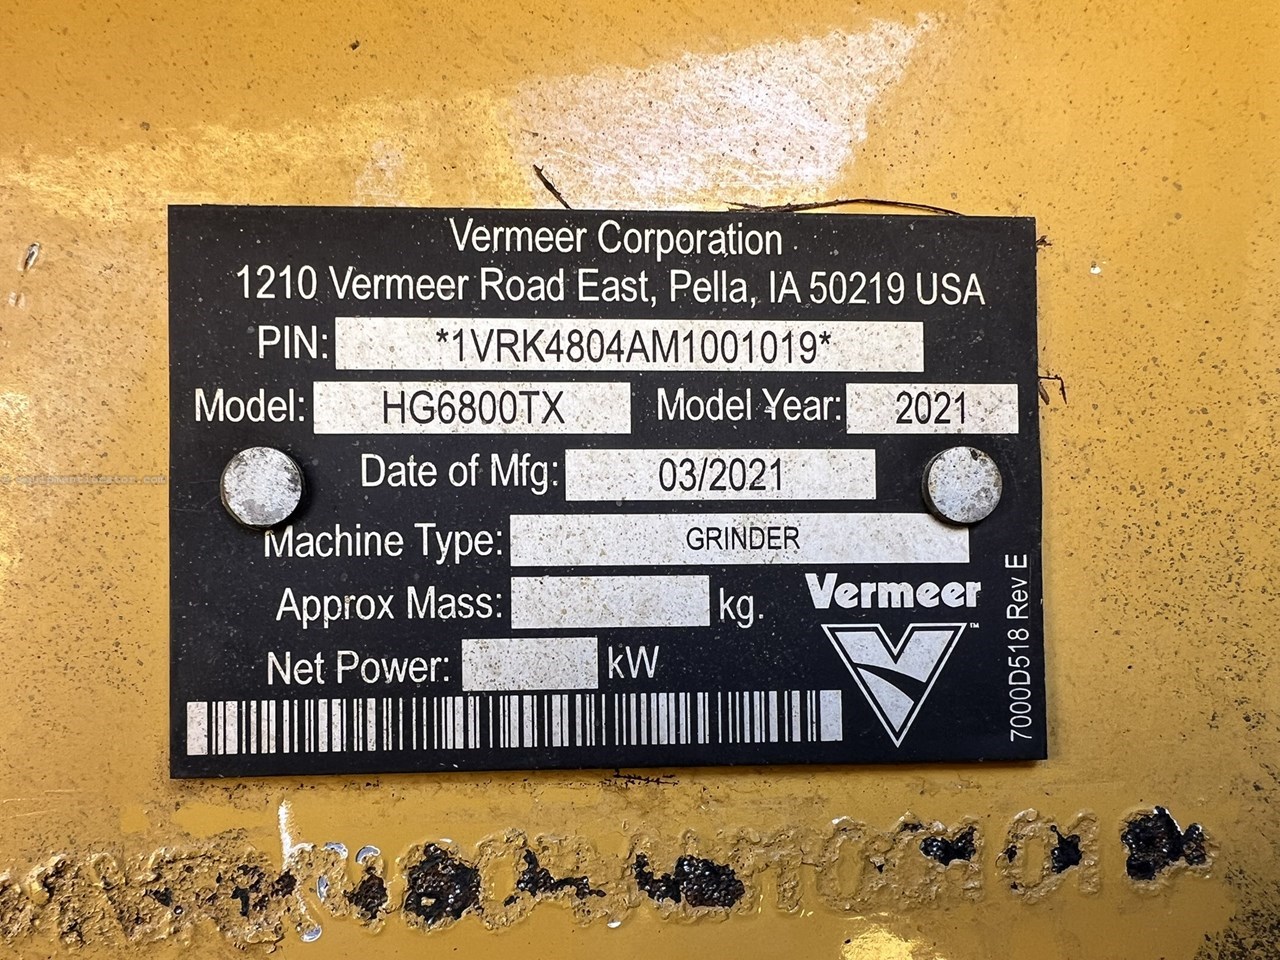 Vermeer Corporation
1210 Vermeer Road East, Pella, IA 50219 USA
PIN: *1VRK4804AM1001019*
Model: HG6800TX Model Year: 2021
Date of Mfg: 03/2021
Machine Type: GRINDER
Approx Mass: kg.
Net Power: kW
Vermeer
™
7000D518 Rev E